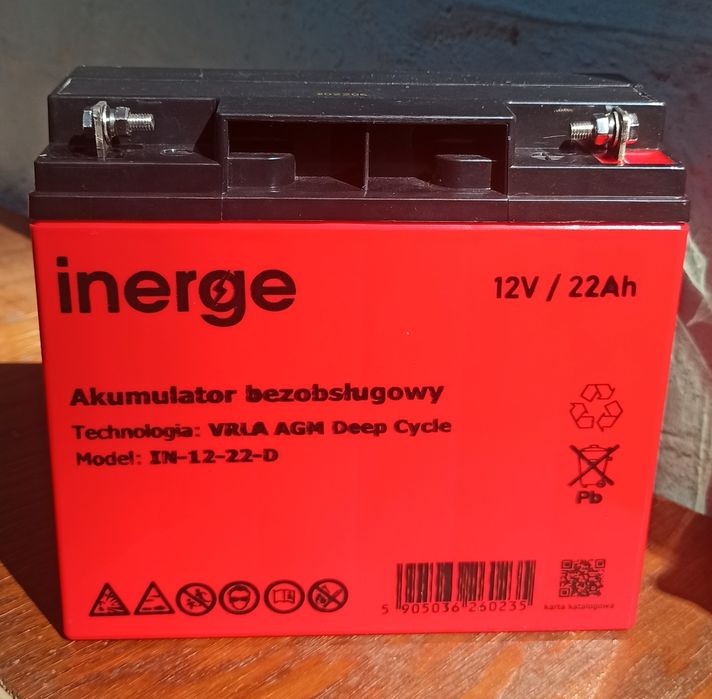 inerge
12V / 22Ah
Akumulator bezobsługowy
Technologia: VRLA AGM Deep Cycle
Model: IN-12-22-D
Pb
5 905036 260235
karta katalogowa